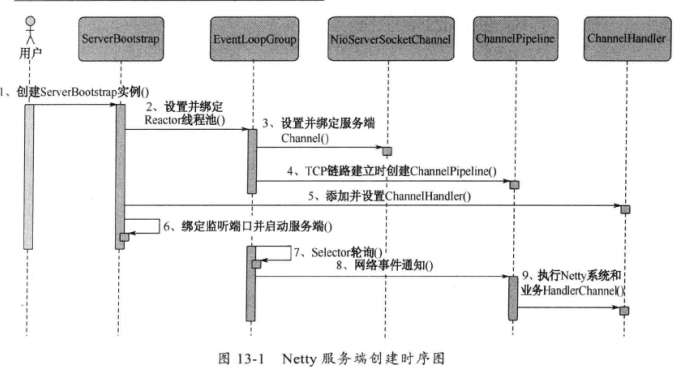 用户
ServerBootstrap
EventLoopGroup
NioServerSocketChannel
ChannelPipeline
ChannelHandler
1、创建ServerBootstrap实例()
2、设置并绑定
Reactor线程池()
3、设置并绑定服务端
Channel()
4、TCP链路建立时创建ChannelPipeline()
5、添加并设置ChannelHandler()
6、绑定监听端口并启动服务端()
7、Selector轮询()
8、网络事件通知()
9、执行Netty系统和
业务HandlerChannel()
图 13-1 Netty 服务端创建时序图